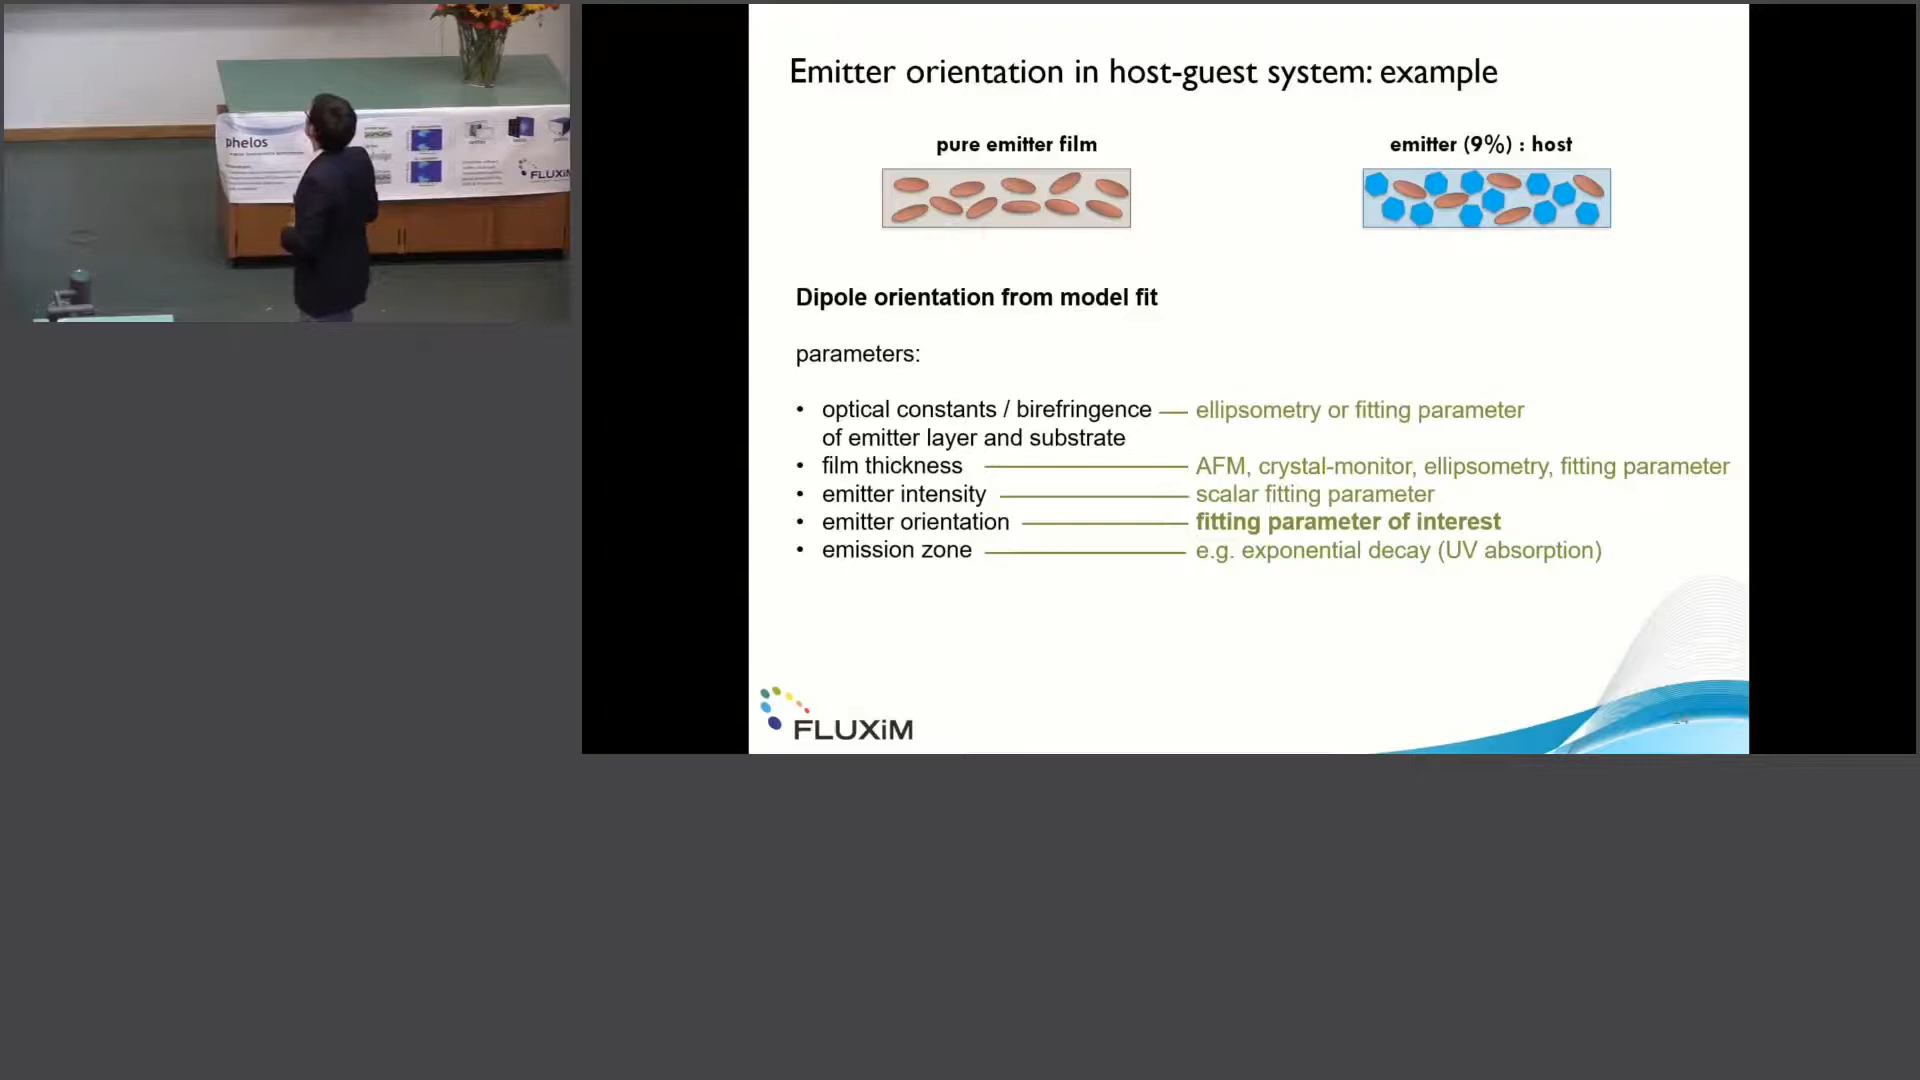 phelos
FLUXiM
Emitter orientation in host-guest system: example
pure emitter film
emitter (9%) : host
Dipole orientation from model fit
parameters:
• optical constants / birefringence — ellipsometry or fitting parameter
of emitter layer and substrate
• film thickness — AFM, crystal-monitor, ellipsometry, fitting parameter
• emitter intensity — scalar fitting parameter
• emitter orientation — fitting parameter of interest
• emission zone — e.g. exponential decay (UV absorption)
FLUXiM